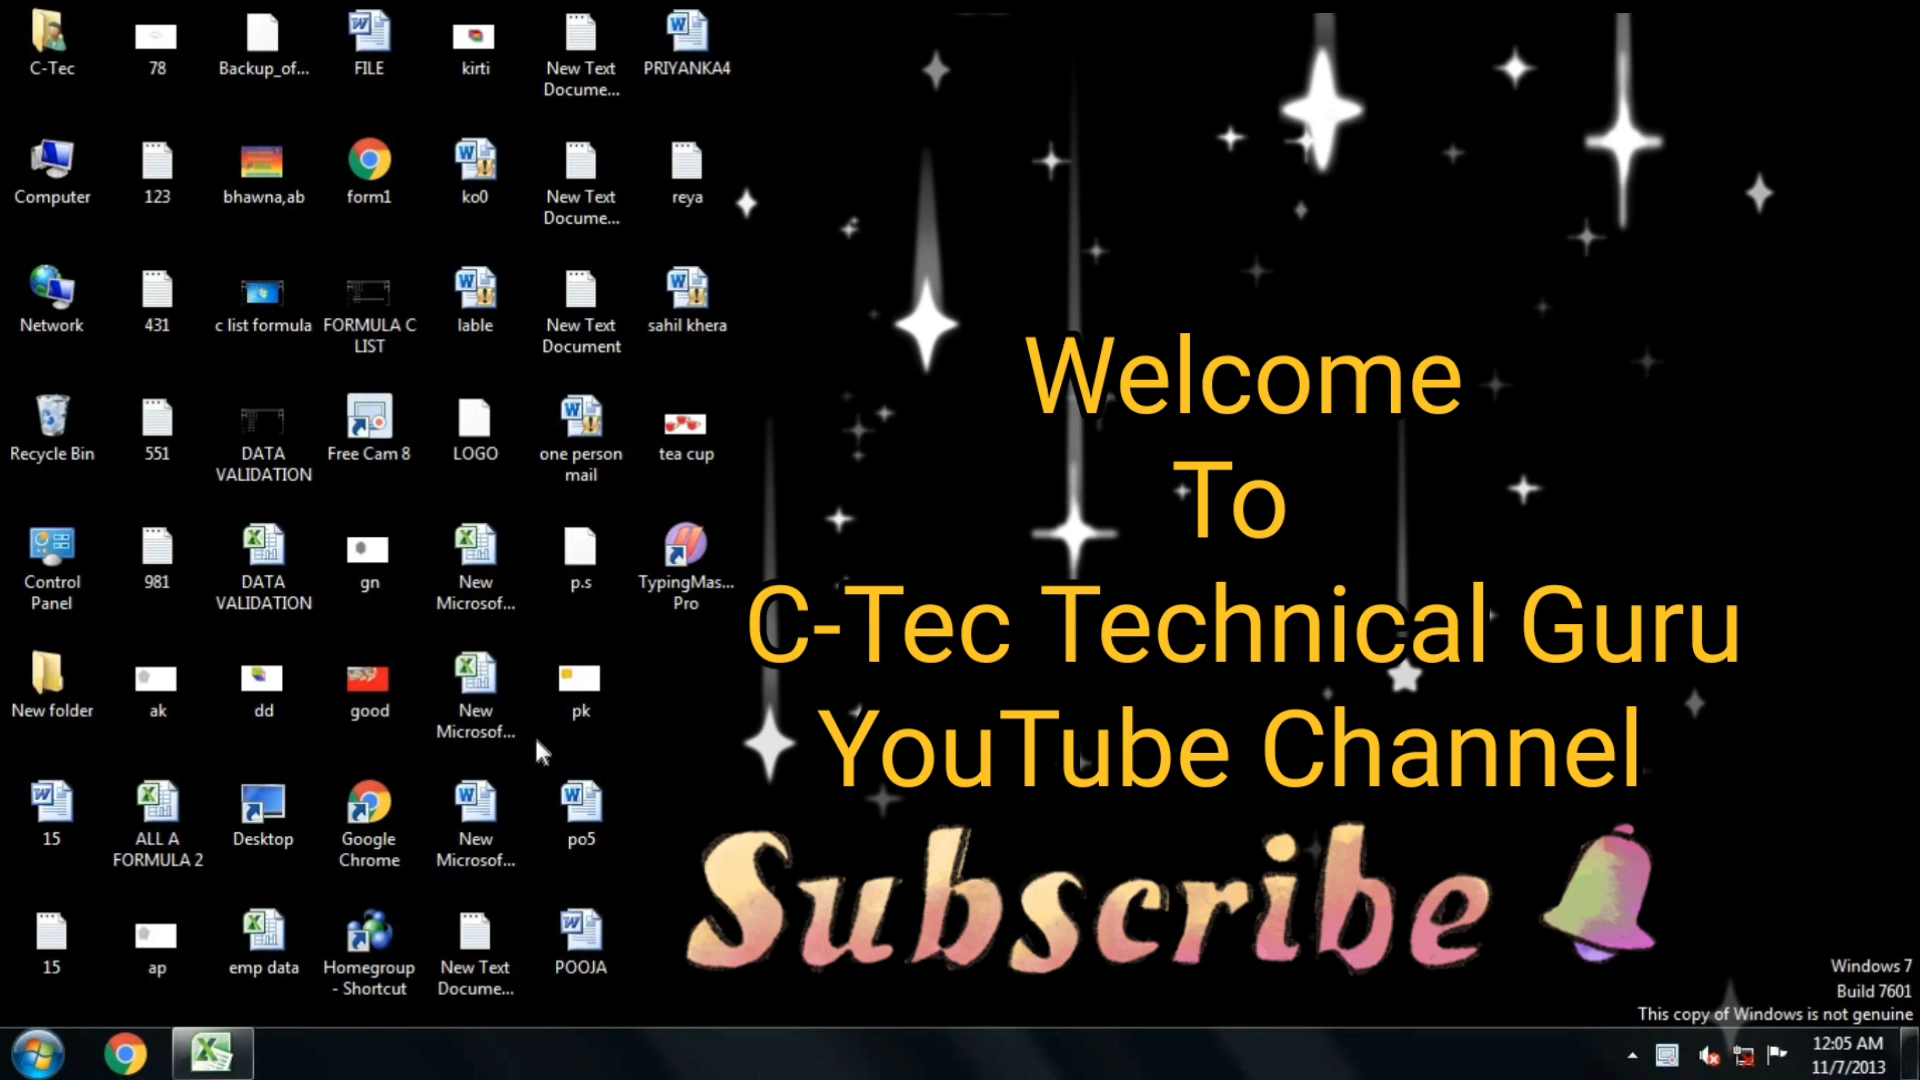 C-Tec
78
Backup_of...
FILE
kirti
New Text
Docume...
PRIYANKA4
Computer
123
bhawna,ab
form1
ko0
New Text
Docume...
reya
Network
431
c list formula
FORMULA C
LIST
lable
New Text
Document
sahil khera
Recycle Bin
551
DATA
VALIDATION
Free Cam 8
LOGO
one person
mail
tea cup
Control
Panel
981
DATA
VALIDATION
gn
New
Microsof...
p.s
TypingMas...
Pro
New folder
ak
dd
good
New
Microsof...
pk
15
ALL A
FORMULA 2
Desktop
Google
Chrome
New
Microsof...
po5
15
ap
emp data
Homegroup
- Shortcut
New Text
Docume...
POOJA
Welcome
To
C-Tec Technical Guru
YouTube Channel
Subscribe
Windows 7
Build 7601
This copy of Windows is not genuine
12:05 AM
11/7/2013